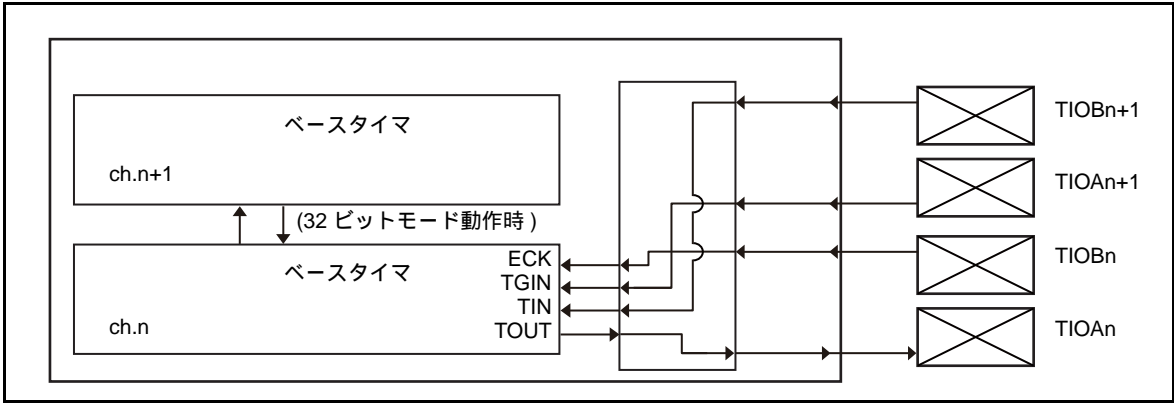 ベースタイマ
ch.n+1
(32 ビットモード動作時 )
ベースタイマ
ch.n
ECK
TGIN
TIN
TOUT
TIOBn+1
TIOAn+1
TIOBn
TIOAn